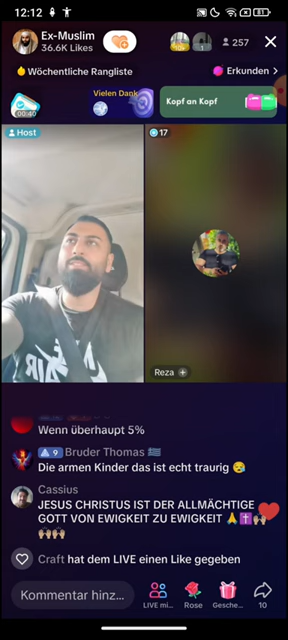 12:12
81
Ex-Muslim
36.6K Likes
1
257
Wöchentliche Rangliste
Erkunden
00:40
Vielen Dank
Kopf an Kopf
Host
17
Reza
Wenn überhaupt 5%
9 Bruder Thomas
Die armen Kinder das ist echt traurig
Cassius
JESUS CHRISTUS IST DER ALLMÄCHTIGE
GOTT VON EWIGKEIT ZU EWIGKEIT
Craft hat dem LIVE einen Like gegeben
Kommentar hinz...
LIVE mi...
Rose
Gesche...
10